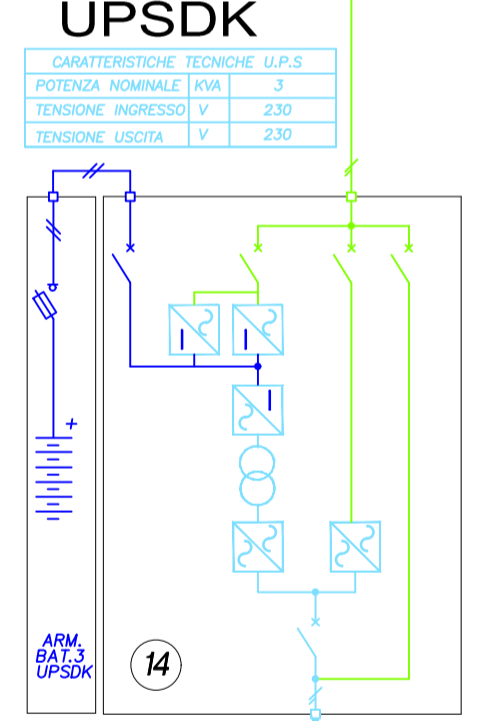 UPSDK
CARATTERISTICHE TECNICHE U.P.S
POTENZA NOMINALE KVA 3
TENSIONE INGRESSO V 230
TENSIONE USCITA V 230
+
ARM.
BAT.3
UPSDK
14